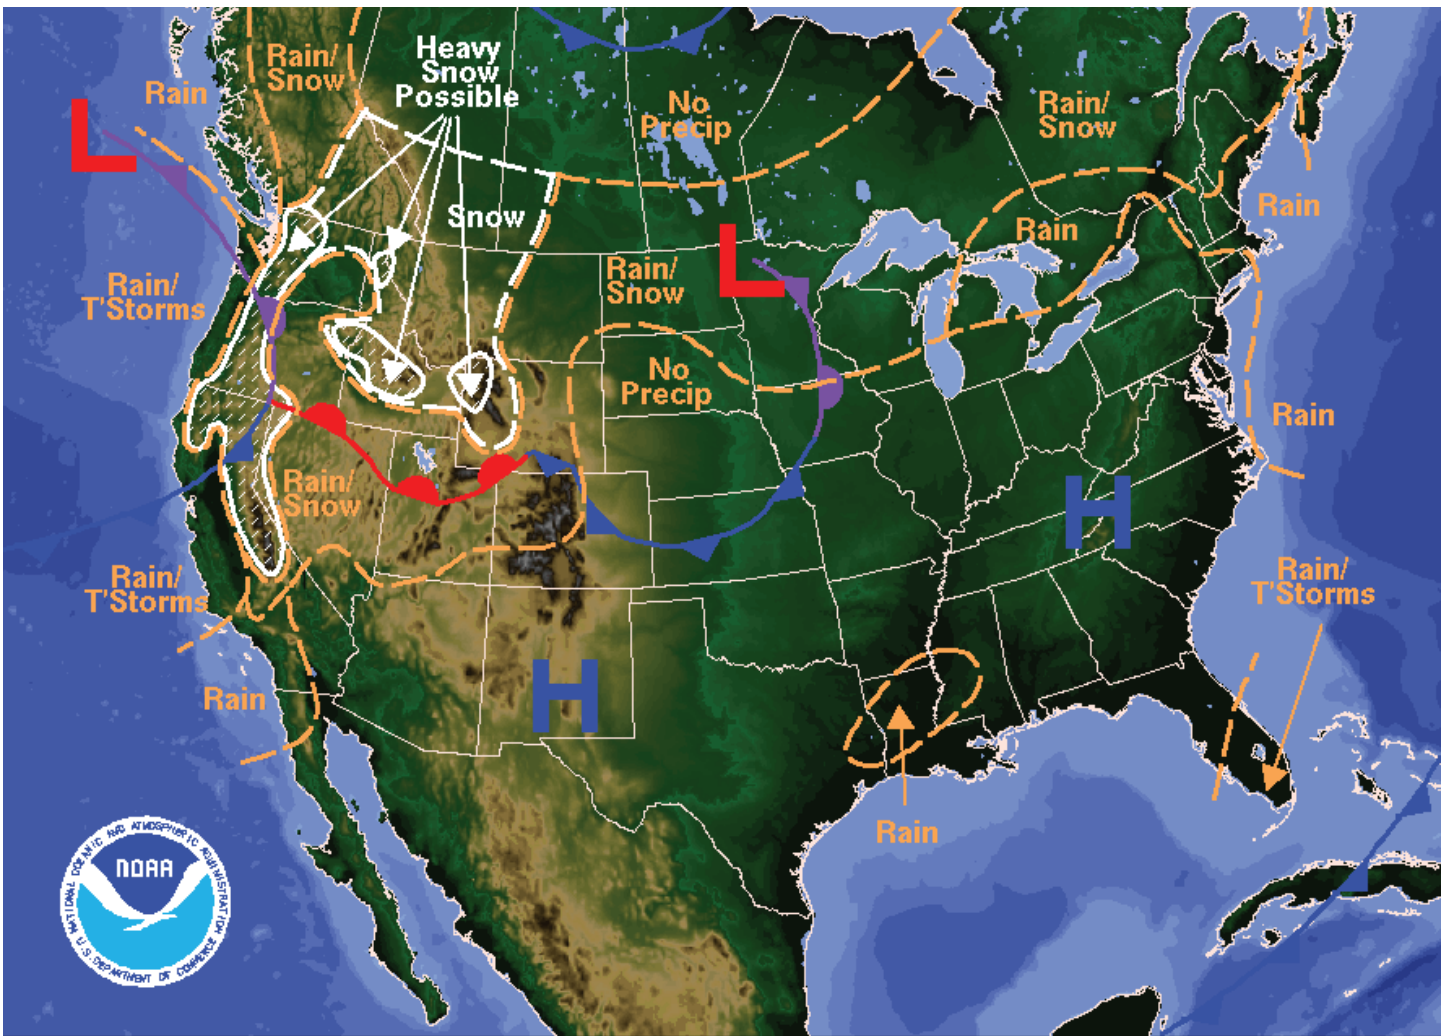 Heavy
Snow
Possible
Rain/
Snow
Rain
L
No
Precip
Rain/
Snow
Snow
Rain
Rain
L
Rain/
Snow
Rain/
T'Storms
No
Precip
Rain
Rain/
Snow
H
Rain/
T'Storms
Rain/
T'Storms
Rain
H
Rain
NOAA
NATIONAL OCEANIC AND ATMOSPHERIC ADMINISTRATION
U.S. DEPARTMENT OF COMMERCE